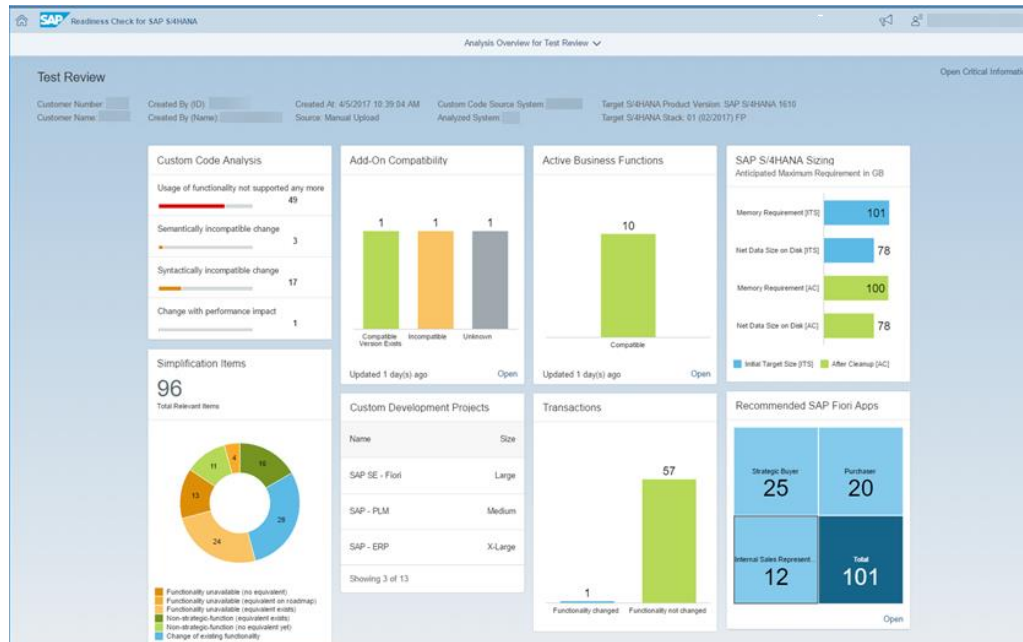 SAP Readiness Check for SAP S/4HANA
Analysis Overview for Test Review
Test Review
Open Critical Informati
Customer Number:
Customer Name:
Created By (ID):
Created By (Name):
Created At: 4/5/2017 10:39:04 AM
Source: Manual Upload
Custom Code Source System:
Analyzed System:
Target S/4HANA Product Version: SAP S/4HANA 1610
Target S/4HANA Stack: 01 (02/2017) FP
Custom Code Analysis
Usage of functionality not supported any more
49
Semantically incompatible change
3
Syntactically incompatible change
17
Change with performance impact
1
Add-On Compatibility
1 1 1
Compatible Version Exists
Incompatible
Unknown
Updated 1 day(s) ago
Open
Active Business Functions
10
Compatible
Updated 1 day(s) ago
Open
SAP S/4HANA Sizing
Anticipated Maximum Requirement in GB
Memory Requirement [ITS] 101
Net Data Size on Disk [ITS] 78
Memory Requirement [AC] 100
Net Data Size on Disk [AC] 78
Initial Target Size [ITS] After Cleanup [AC]
Simplification Items
96
Total Relevant Items
4
16
28
24
13
11
Functionality unavailable (no equivalent)
Functionality unavailable (equivalent on roadmap)
Functionality unavailable (equivalent exists)
Non-strategic-function (equivalent exists)
Non-strategic-function (no equivalent yet)
Change of existing functionality
Custom Development Projects
Name Size
SAP SE - Fiori Large
SAP - PLM Medium
SAP - ERP X-Large
Showing 3 of 13
Transactions
1
57
Functionality changed
Functionality not changed
Recommended SAP Fiori Apps
Strategic Buyer
25
Purchaser
20
Internal Sales Represent...
12
Total
101
Open